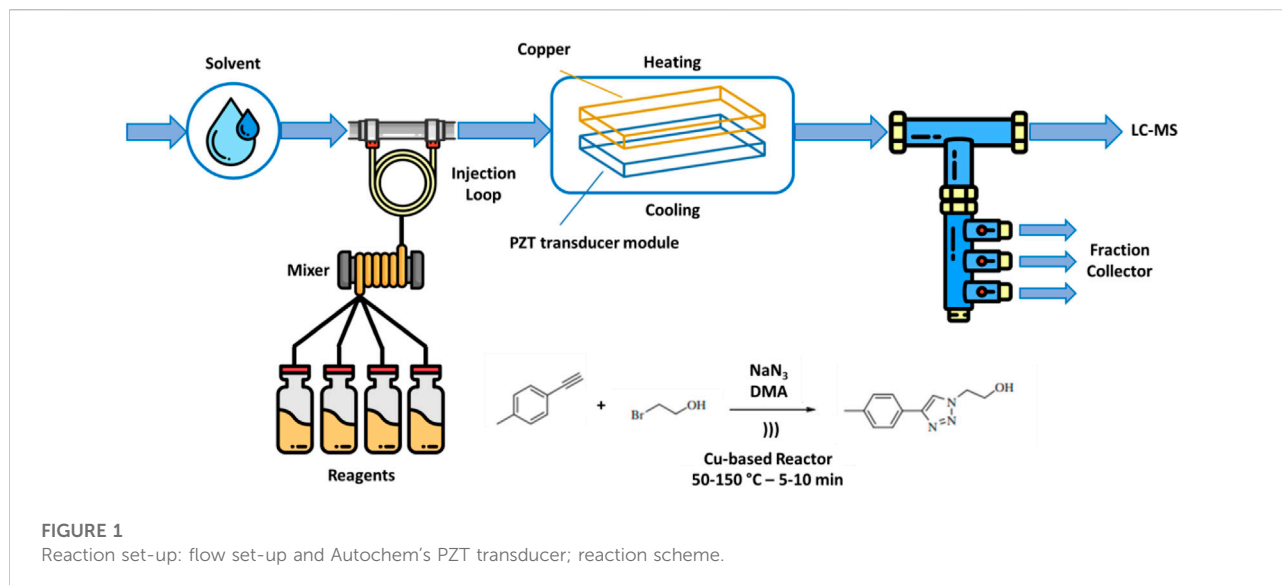 Solvent
Copper
Heating
LC-MS
Injection
Loop
Cooling
PZT transducer module
Mixer
Fraction
Collector
Reagents
+
Br
OH
NaN₃
DMA
)))
Cu-based Reactor
50-150 °C – 5-10 min
OH
N
N
N
FIGURE 1
Reaction set-up: flow set-up and Autochem's PZT transducer; reaction scheme.